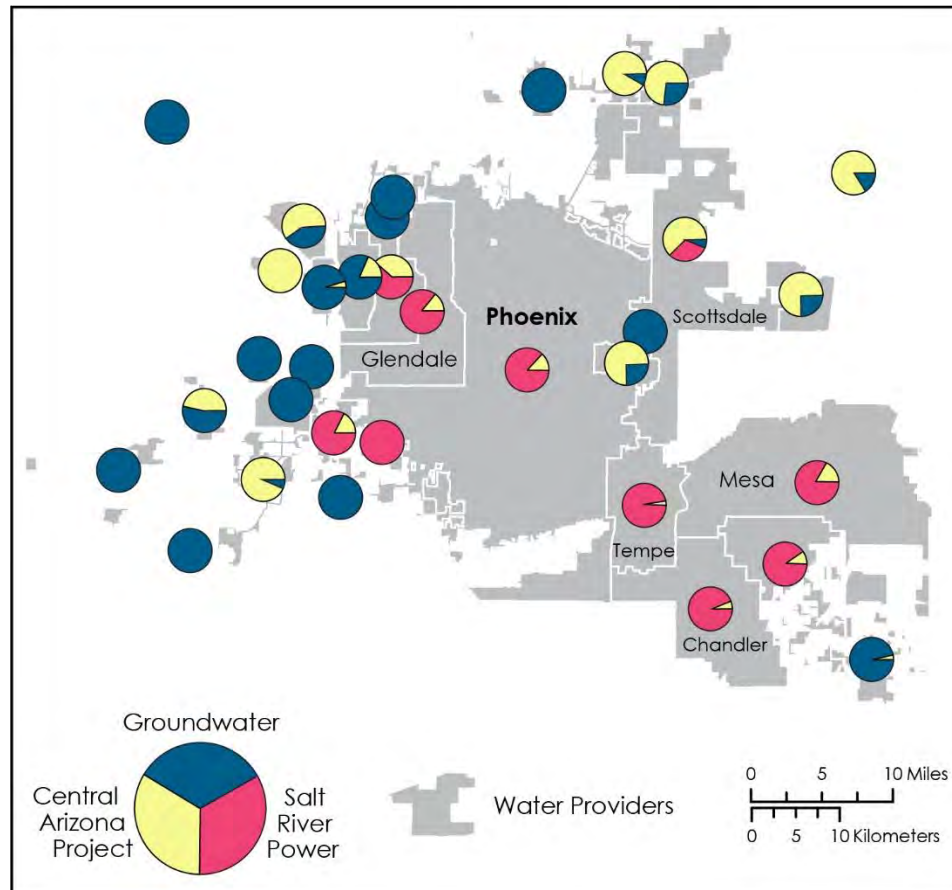 Phoenix
Scottsdale
Glendale
Mesa
Tempe
Chandler
Groundwater
Central
Arizona
Project
Salt
River
Power
Water Providers
0 5 10 Miles
0 5 10 Kilometers